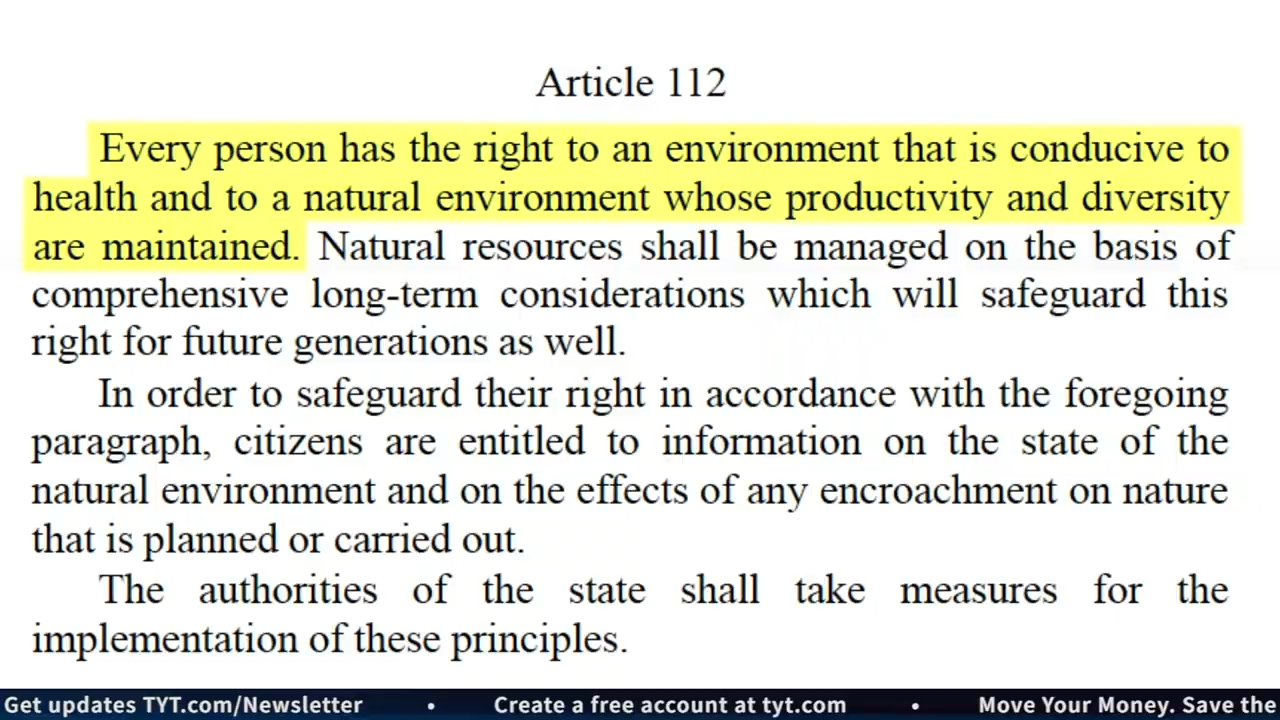 Article 112
Every person has the right to an environment that is conducive to
health and to a natural environment whose productivity and diversity
are maintained. Natural resources shall be managed on the basis of
comprehensive long-term considerations which will safeguard this
right for future generations as well.
In order to safeguard their right in accordance with the foregoing
paragraph, citizens are entitled to information on the state of the
natural environment and on the effects of any encroachment on nature
that is planned or carried out.
The authorities of the state shall take measures for the
implementation of these principles.
Get updates TYT.com/Newsletter • Create a free account at tyt.com • Move Your Money. Save the